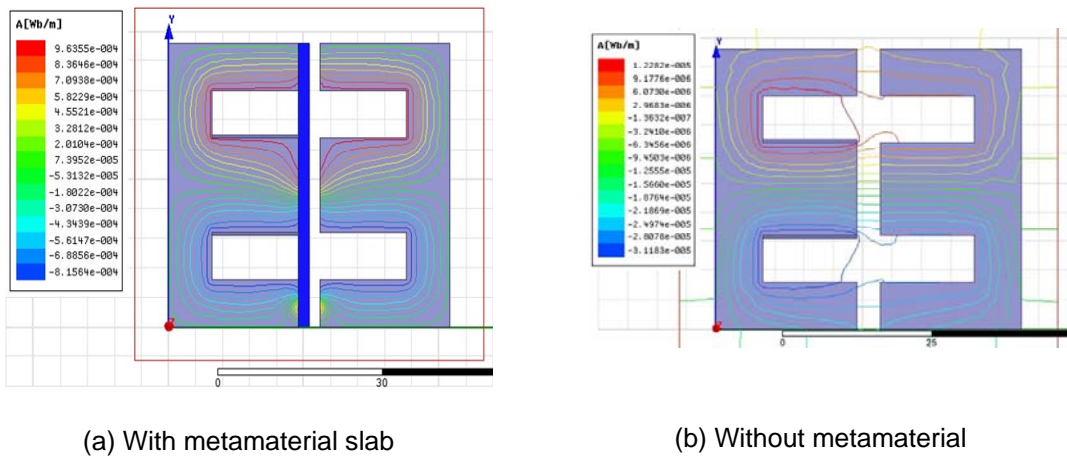 A[Wb/m]
9.6355e-004
8.3646e-004
7.0938e-004
5.8229e-004
4.5521e-004
3.2812e-004
2.0104e-004
7.3952e-005
-5.3132e-005
-1.8022e-004
-3.0730e-004
-4.3439e-004
-5.6147e-004
-6.8856e-004
-8.1564e-004
Y
0
30
A[Wb/m]
1.2282e-005
9.1776e-006
6.0730e-006
2.9683e-006
-1.3632e-007
-3.2410e-006
-6.3456e-006
-9.4503e-006
-1.2555e-005
-1.5660e-005
-1.8764e-005
-2.1869e-005
-2.4974e-005
-2.8078e-005
-3.1183e-005
Y
0
25
(a) With metamaterial slab
(b) Without metamaterial